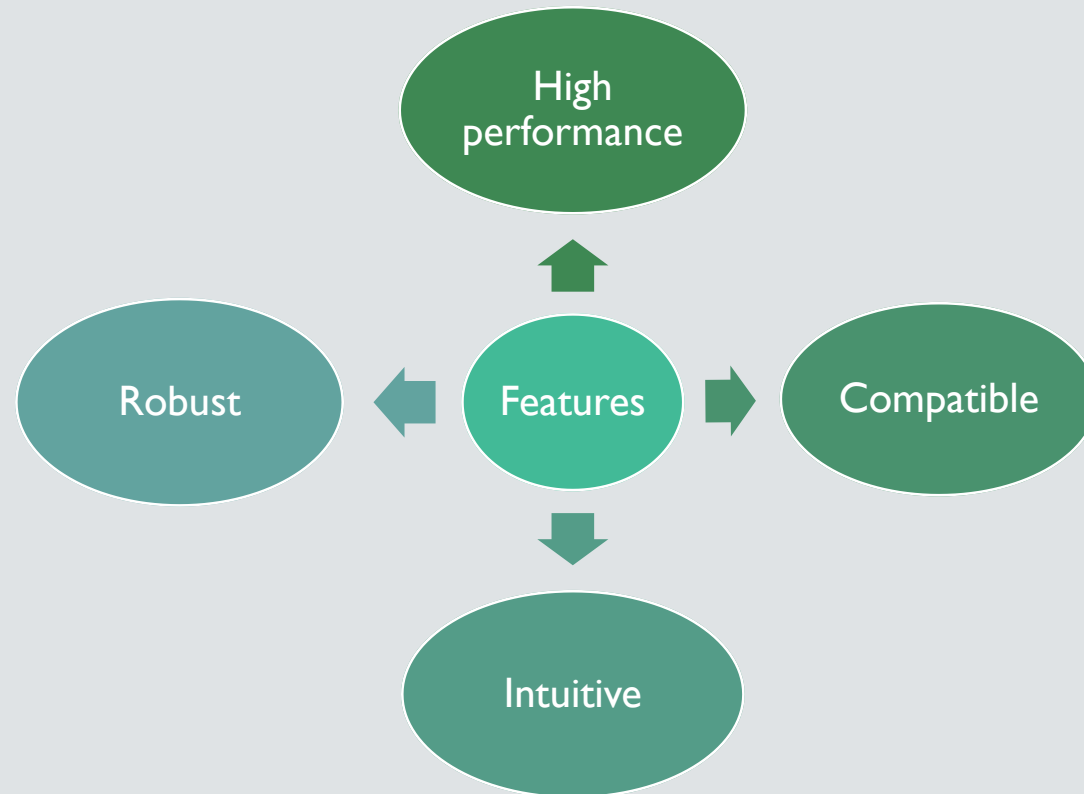 High
performance
Robust
Features
Compatible
Intuitive